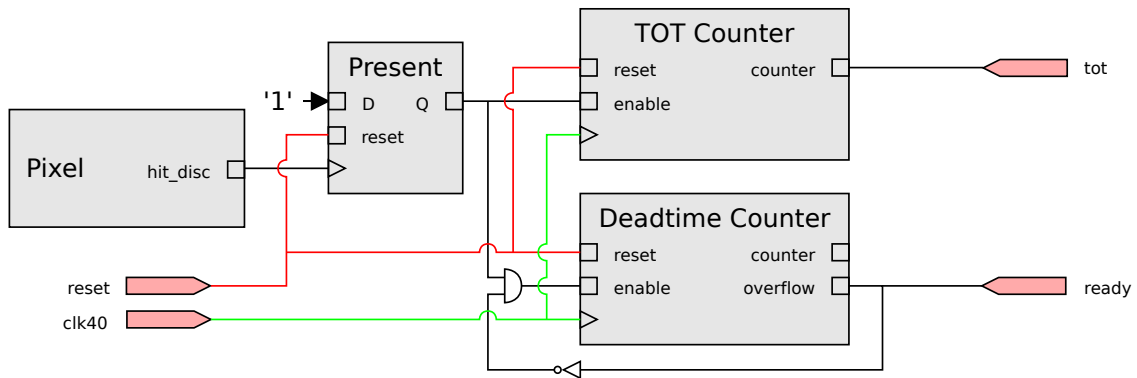 TOT Counter
reset counter
enable
tot
Present
'1' D Q
reset
Pixel hit_disc
Deadtime Counter
reset counter
enable overflow
reset
clk40
ready